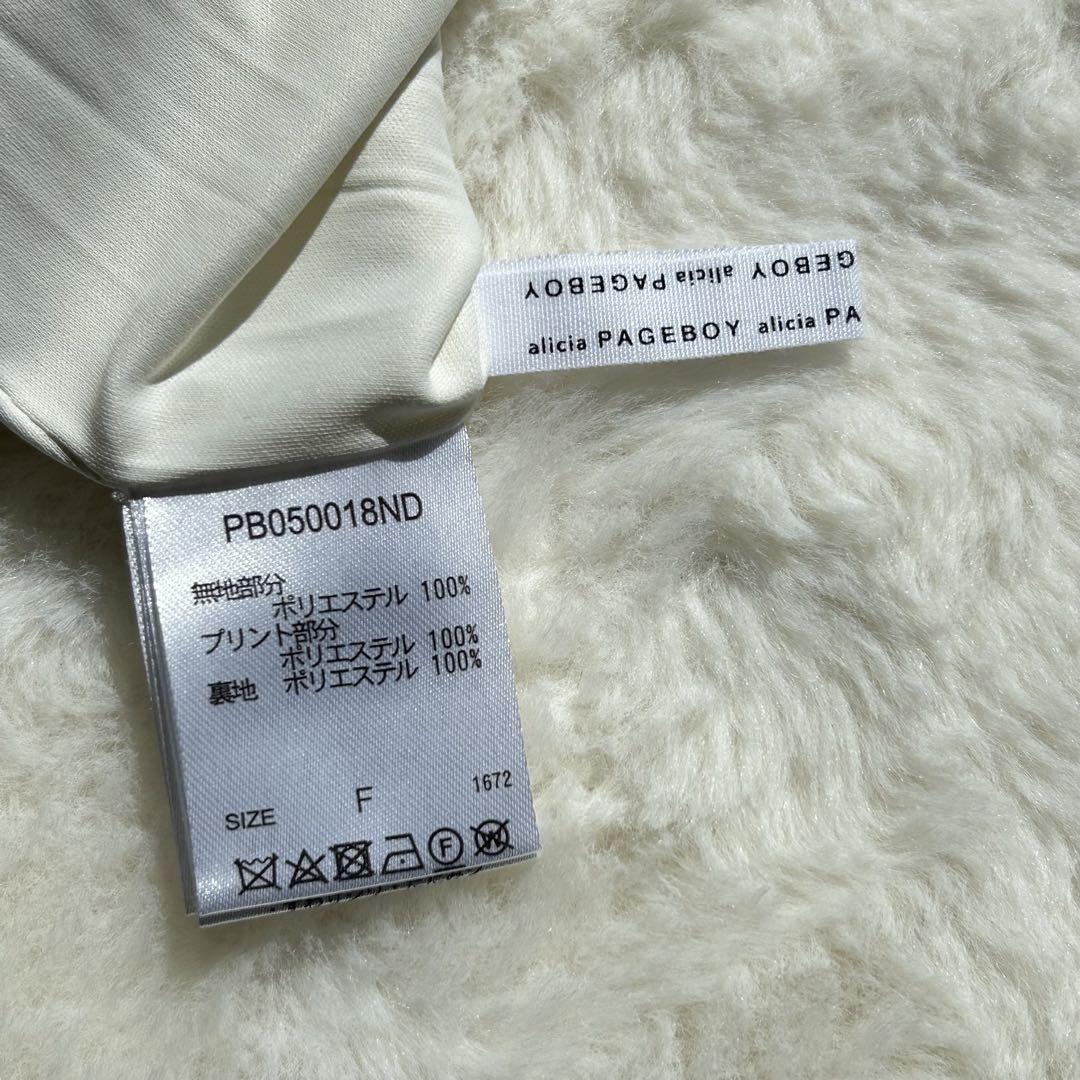 GEBOY alicia PAGEBOY
alicia PAGEBOY alicia PA
PB050018ND
無地部分
ポリエステル 100%
プリント部分
ポリエステル 100%
裏地 ポリエステル 100%
1672
SIZE F
F
W